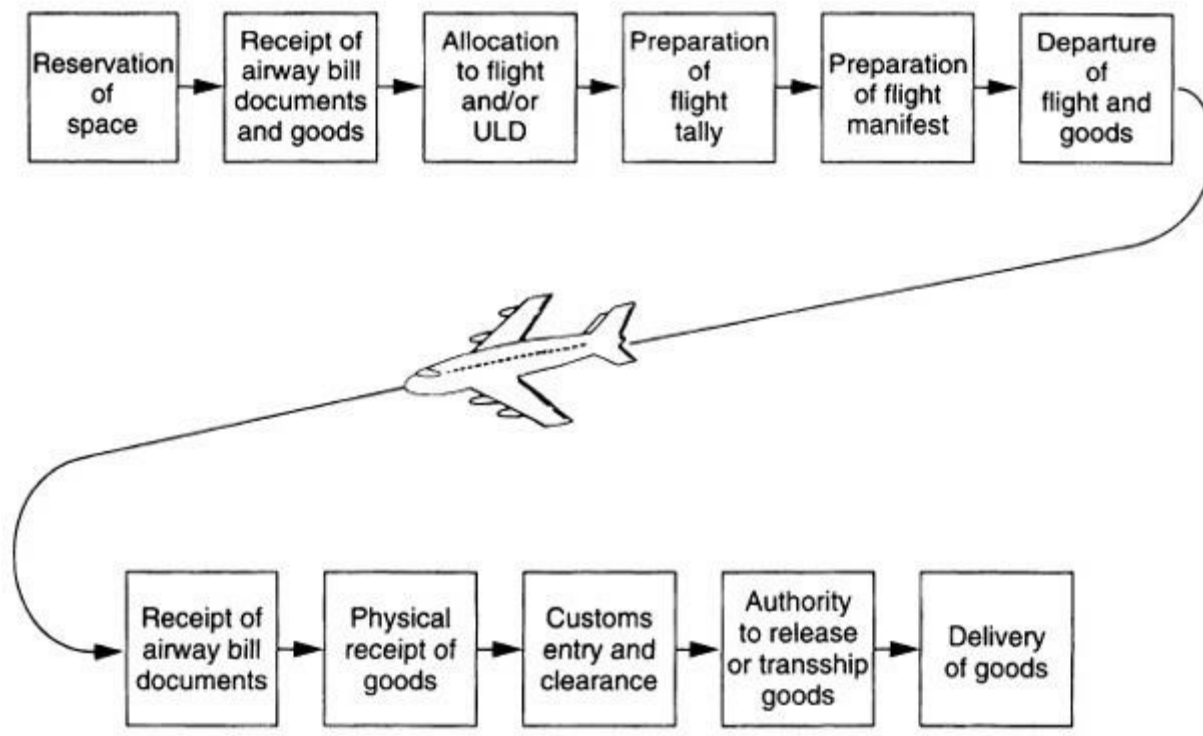 Reservation
of
space
Receipt of
airway bill
documents
and goods
Allocation
to flight
and/or
ULD
Preparation
of
flight
tally
Preparation
of flight
manifest
Departure
of
flight and
goods
Receipt of
airway bill
documents
Physical
receipt of
goods
Customs
entry and
clearance
Authority
to release
or transship
goods
Delivery
of goods